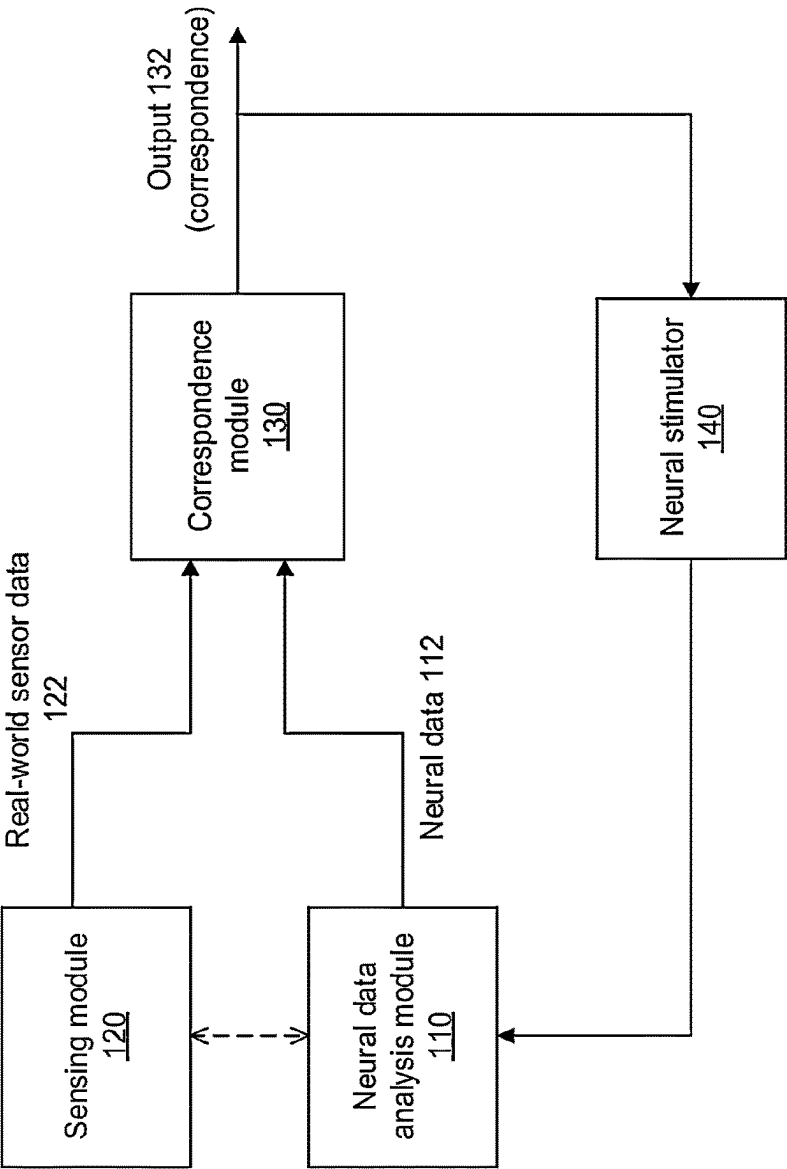 Sensing module
120
Real-world sensor data
122
Neural data
analysis module
110
Neural data 112
Correspondence
module
130
Output 132
(correspondence)
Neural stimulator
140